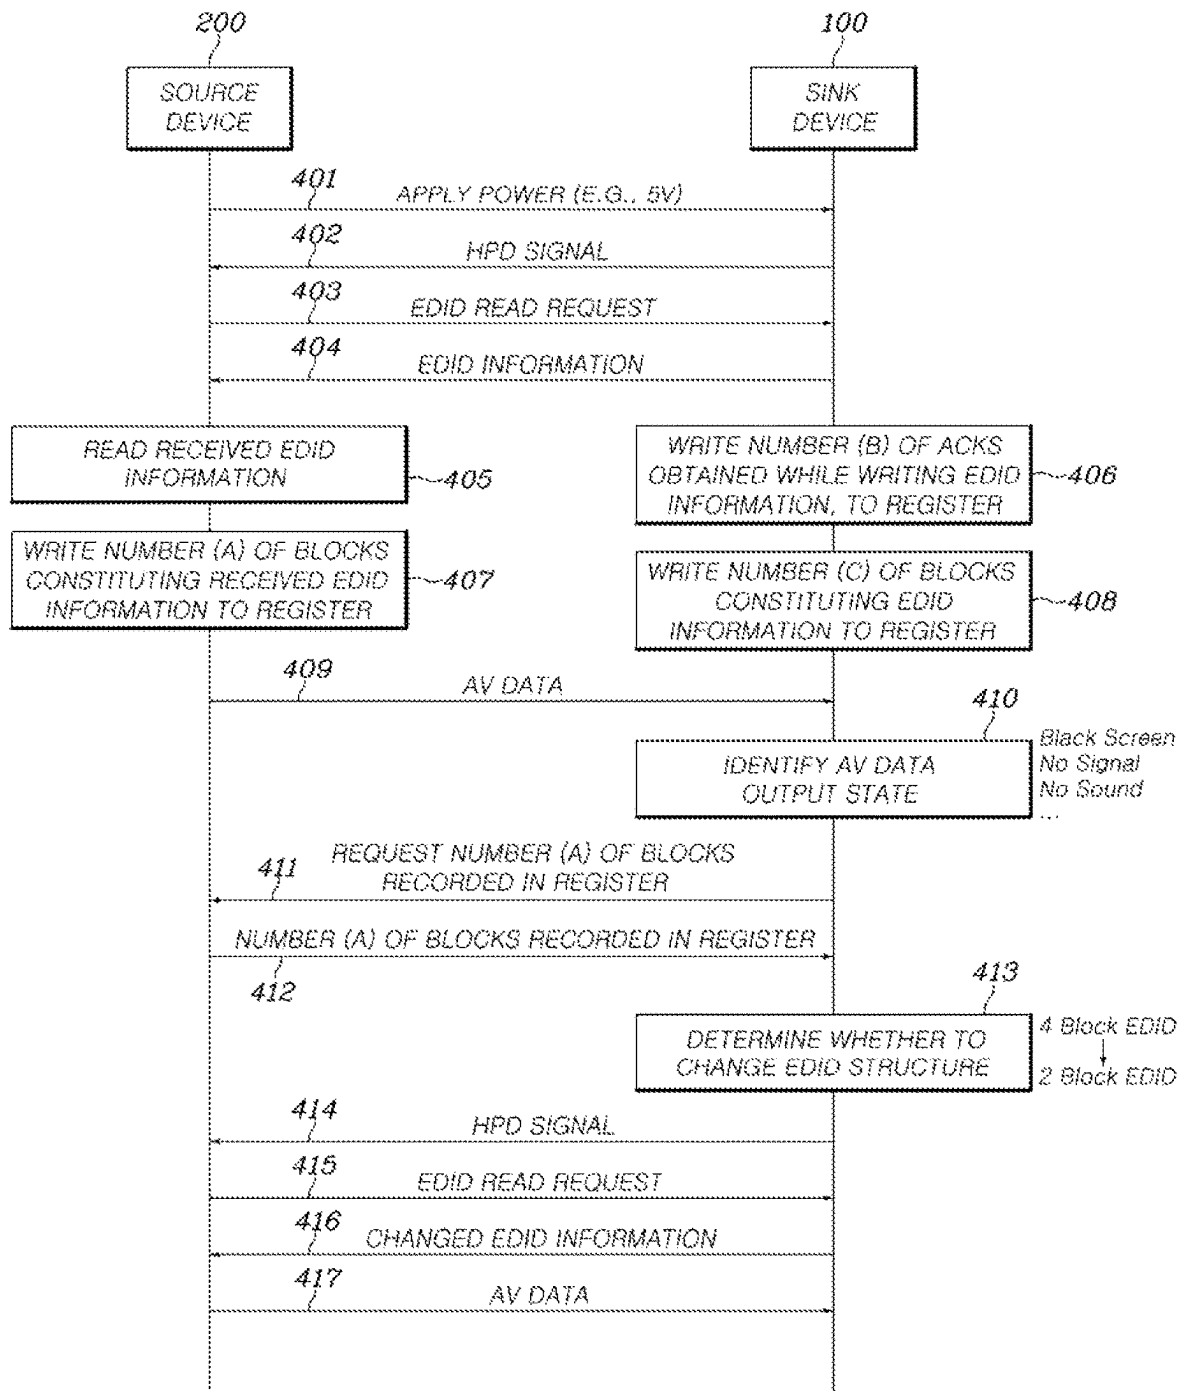 200
100
SOURCE
DEVICE
SINK
DEVICE
401
APPLY POWER (E.G., 5V)
402
HPD SIGNAL
403
EDID READ REQUEST
404
EDID INFORMATION
READ RECEIVED EDID
INFORMATION
405
WRITE NUMBER (B) OF ACKS
OBTAINED WHILE WRITING EDID
INFORMATION, TO REGISTER
406
WRITE NUMBER (A) OF BLOCKS
CONSTITUTING RECEIVED EDID
INFORMATION TO REGISTER
407
WRITE NUMBER (C) OF BLOCKS
CONSTITUTING EDID
INFORMATION TO REGISTER
408
409
AV DATA
410
IDENTIFY AV DATA
OUTPUT STATE
Black Screen
No Signal
No Sound
...
411
REQUEST NUMBER (A) OF BLOCKS
RECORDED IN REGISTER
NUMBER (A) OF BLOCKS RECORDED IN REGISTER
412
413
DETERMINE WHETHER TO
CHANGE EDID STRUCTURE
4 Block EDID
2 Block EDID
414
HPD SIGNAL
415
EDID READ REQUEST
416
CHANGED EDID INFORMATION
417
AV DATA